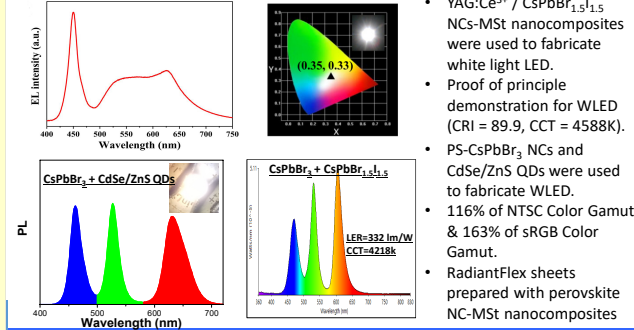 EL intensity (a.u.)
400 450 500 550 600 650 700 750
Wavelength (nm)
(0.35, 0.33)
Y
X
CsPbBr3 + CdSe/ZnS QDs
PL
400 500 600 700
Wavelength (nm)
CsPbBr3 + CsPbBr1.5I1.5
LER=332 lm/W
CCT=4218k
Wavelength (nm)
• YAG:Ce3+ / CsPbBr1.5I1.5
NCs-MSt nanocomposites
were used to fabricate
white light LED.
• Proof of principle
demonstration for WLED
(CRI = 89.9, CCT = 4588K).
• PS-CsPbBr3 NCs and
CdSe/ZnS QDs were used
to fabricate WLED.
• 116% of NTSC Color Gamut
& 163% of sRGB Color
Gamut.
• RadiantFlex sheets
prepared with perovskite
NC-MSt nanocomposites